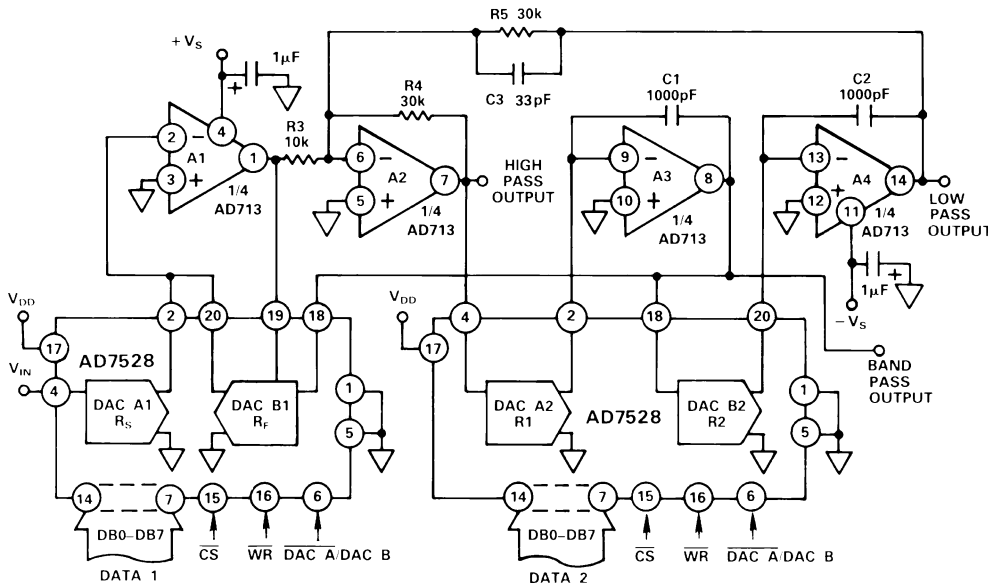 R5 30k
C3 33pF
+VS
1µF
+
R4
30k
C1
1000pF
C2
1000pF
R3
10k
2
−
4
A1
1
3
+
1/4
AD713
6
−
A2
7
5
+
1/4
AD713
HIGH
PASS
OUTPUT
9
−
A3
8
10
+
1/4
AD713
13
−
A4
14
12
+
11
1/4
AD713
LOW
PASS
OUTPUT
1µF
+
−VS
VDD
17
VIN
4
AD7528
2
20
19
18
DAC A1
RS
DAC B1
RF
1
5
VDD
17
4
2
18
20
DAC A2
R1
AD7528
DAC B2
R2
1
5
BAND
PASS
OUTPUT
14
7
15
16
6
DB0–DB7
CS
WR
DAC A/DAC B
DATA 1
14
7
15
16
6
DB0–DB7
CS
WR
DAC A/DAC B
DATA 2